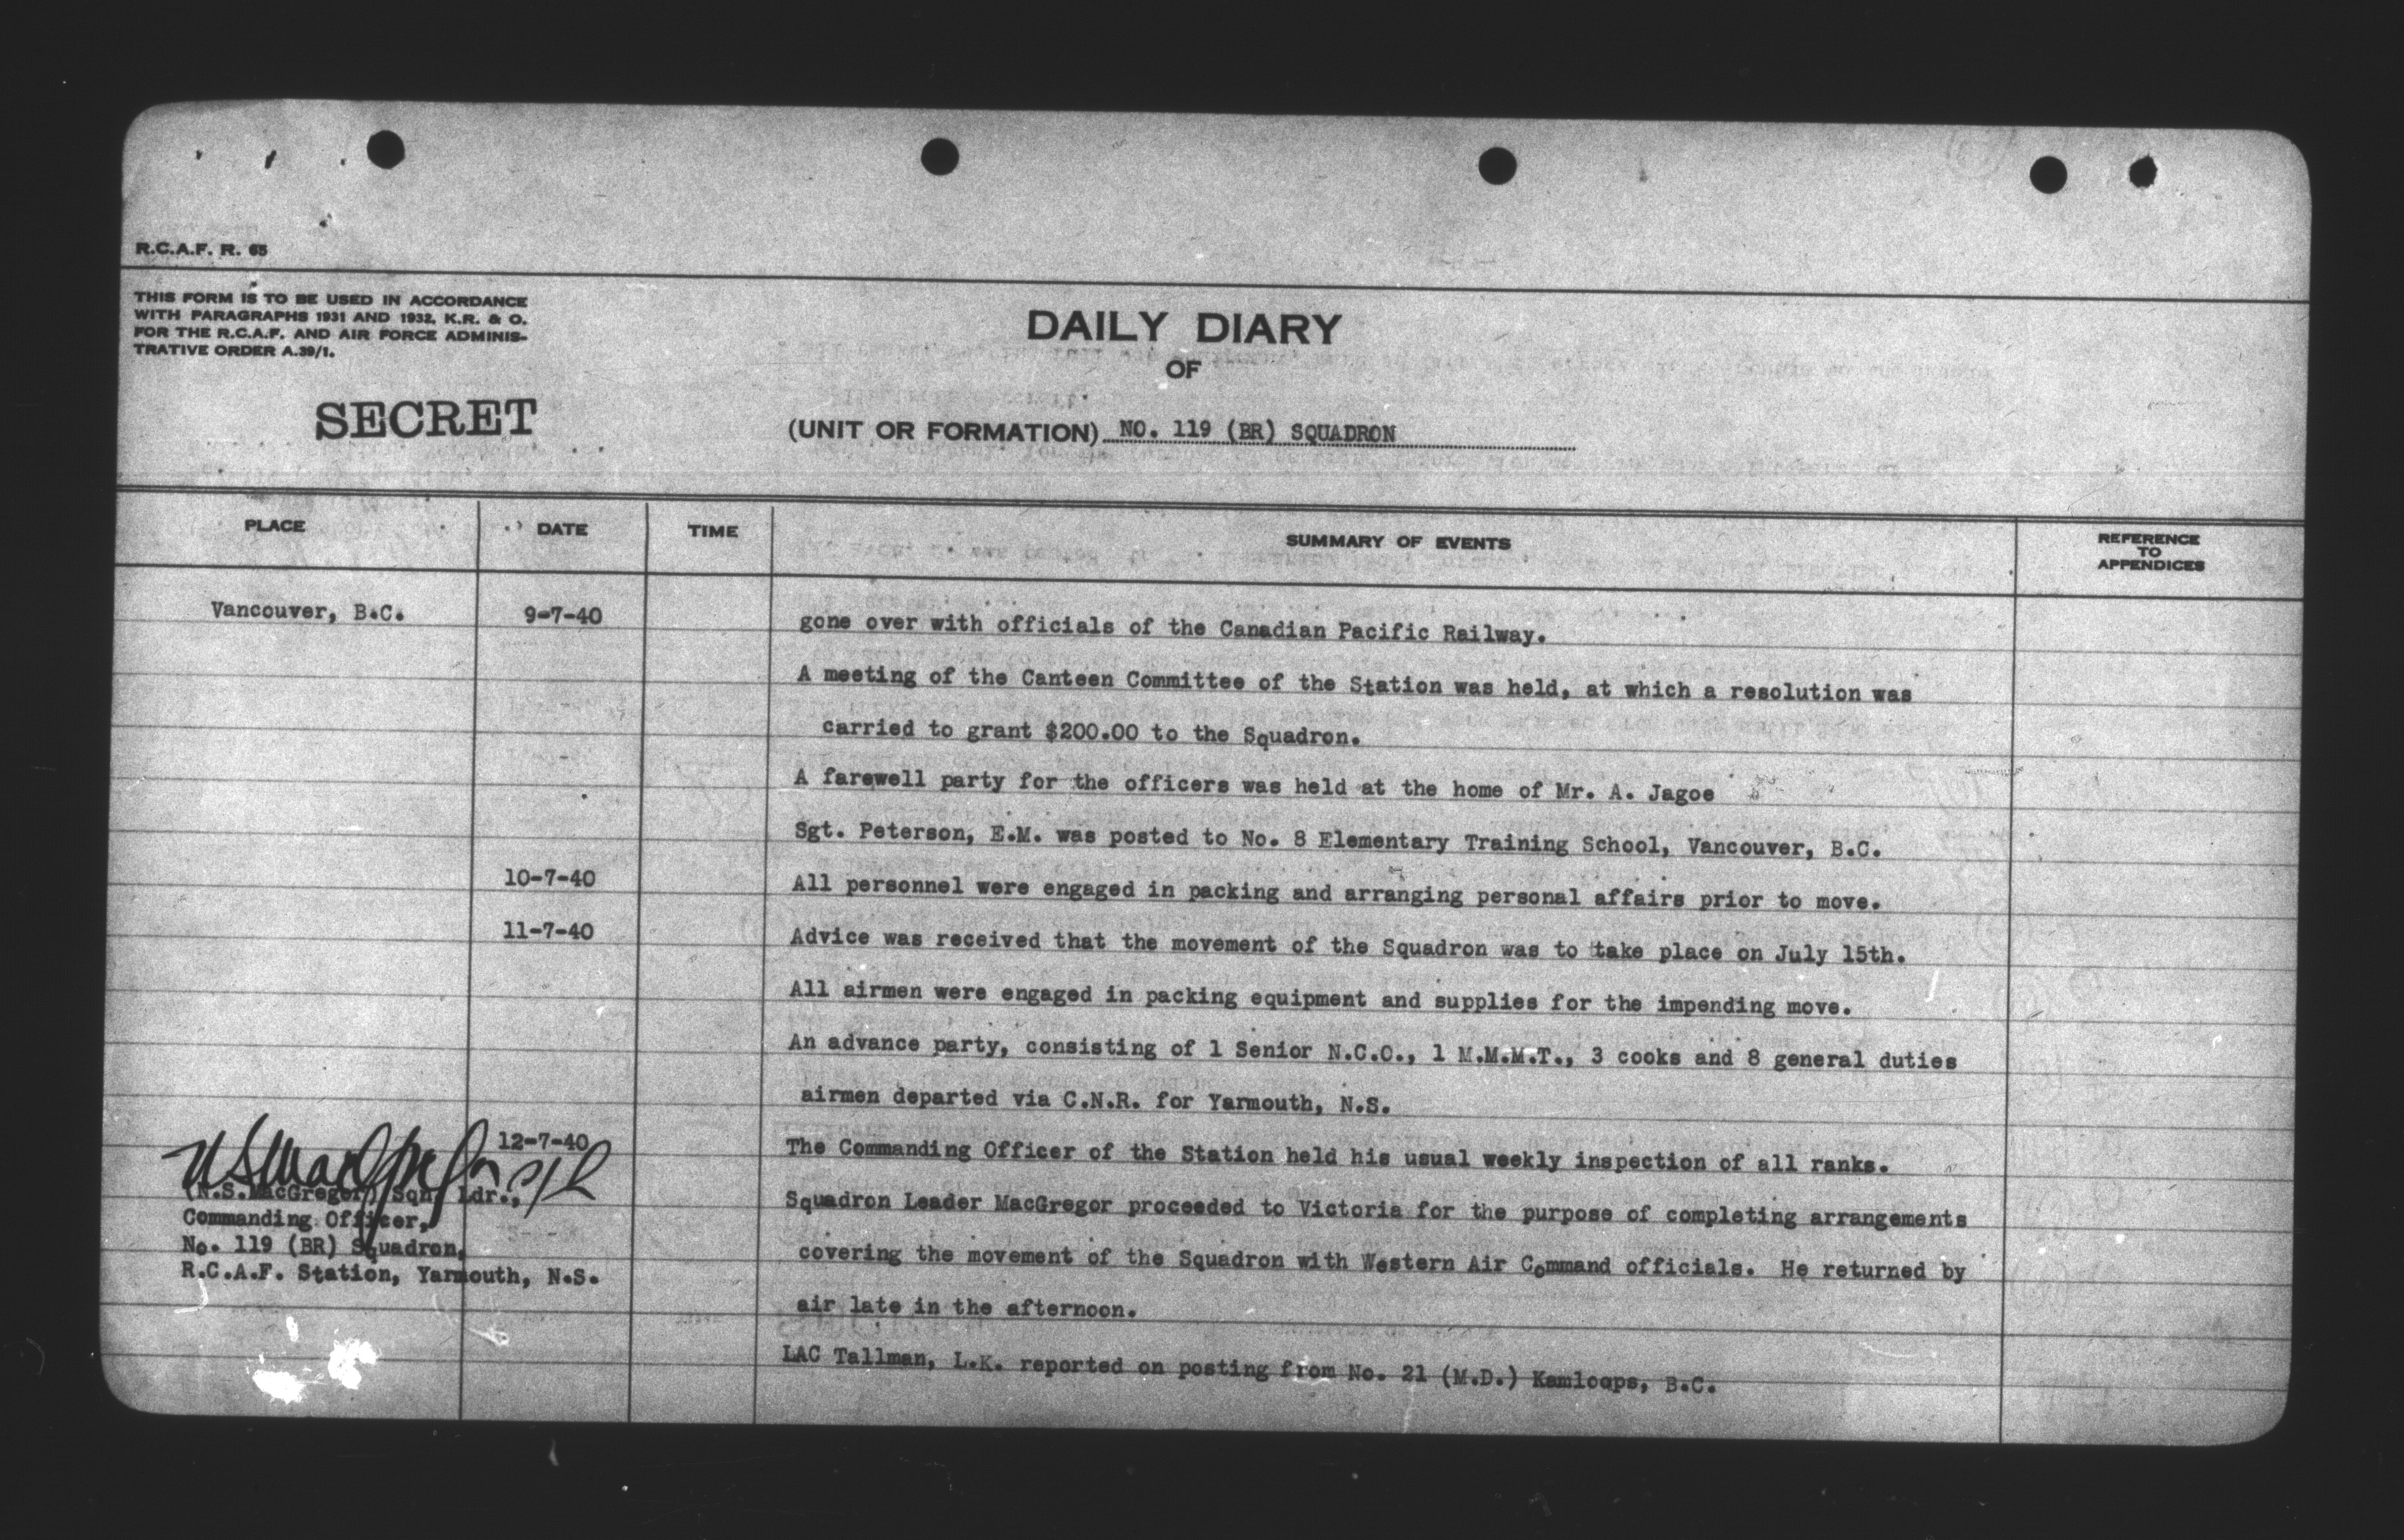 R.C.A.F. R. 65
THIS FORM IS TO BE USED IN ACCORDANCE
WITH PARAGRAPHS 1931 AND 1932, K.R. & O.
FOR THE R.C.A.F. AND AIR FORCE ADMINIS-
TRATIVE ORDER A.39/1.
SECRET
DAILY DIARY
OF
(UNIT OR FORMATION) NO. 119 (BR) SQUADRON
PLACE DATE TIME SUMMARY OF EVENTS REFERENCE TO APPENDICES
Vancouver, B.C. 9-7-40 gone over with officials of the Canadian Pacific Railway.
A meeting of the Canteen Committee of the Station was held, at which a resolution was
carried to grant $200.00 to the Squadron.
A farewell party for the officers was held at the home of Mr. A. Jagoe
Sgt. Peterson, E.M. was posted to No. 8 Elementary Training School, Vancouver, B.C.
10-7-40 All personnel were engaged in packing and arranging personal affairs prior to move.
11-7-40 Advice was received that the movement of the Squadron was to take place on July 15th.
All airmen were engaged in packing equipment and supplies for the impending move.
An advance party, consisting of 1 Senior N.C.O., 1 M.M.M.T., 3 cooks and 8 general duties
airmen departed via C.N.R. for Yarmouth, N.S.
12-7-40 The Commanding Officer of the Station held his usual weekly inspection of all ranks.
Squadron Leader MacGregor proceeded to Victoria for the purpose of completing arrangements
covering the movement of the Squadron with Western Air Command officials. He returned by
air late in the afternoon.
LAC Tallman, L.K. reported on posting from No. 21 (M.D.) Kamloops, B.C.
N S MacGregor S/L
(N.S.MacGregor) Sqn. Ldr.,
Commanding Officer,
No. 119 (BR) Squadron,
R.C.A.F. Station, Yarmouth, N.S.